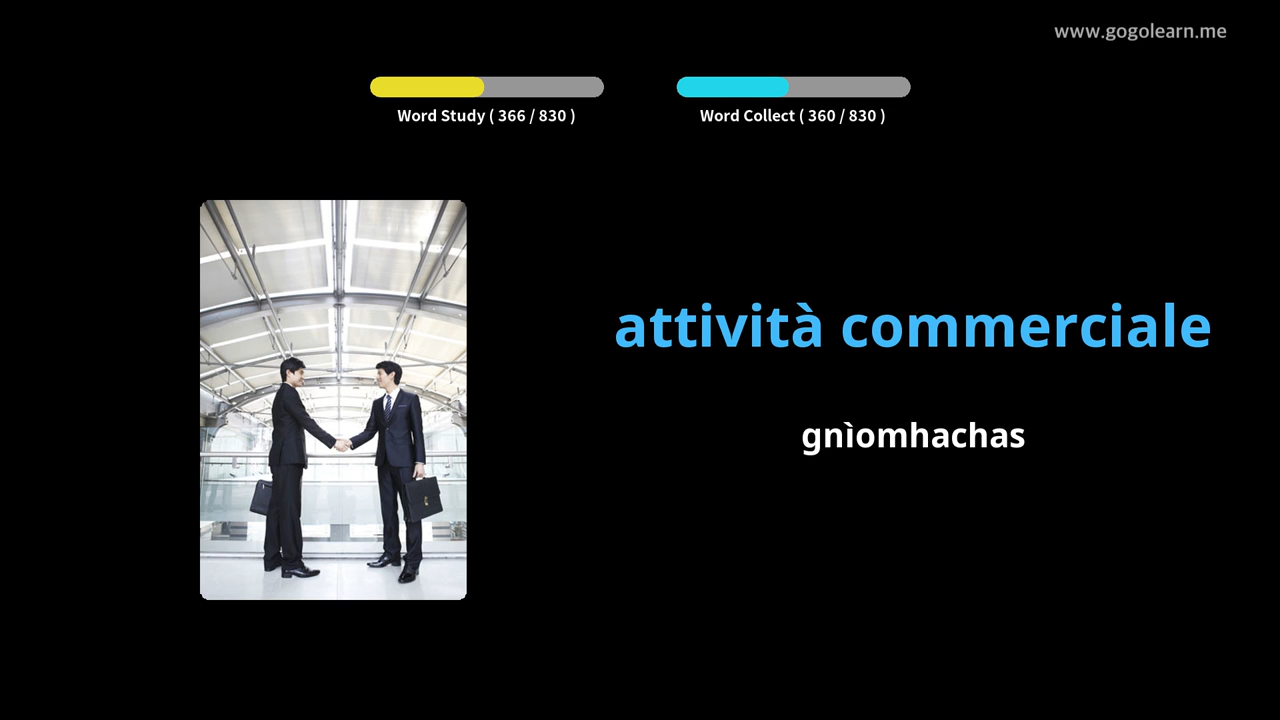 www.gogolearn.me
Word Study ( 366 / 830 )
Word Collect ( 360 / 830 )
attività commerciale
gnìomhachas